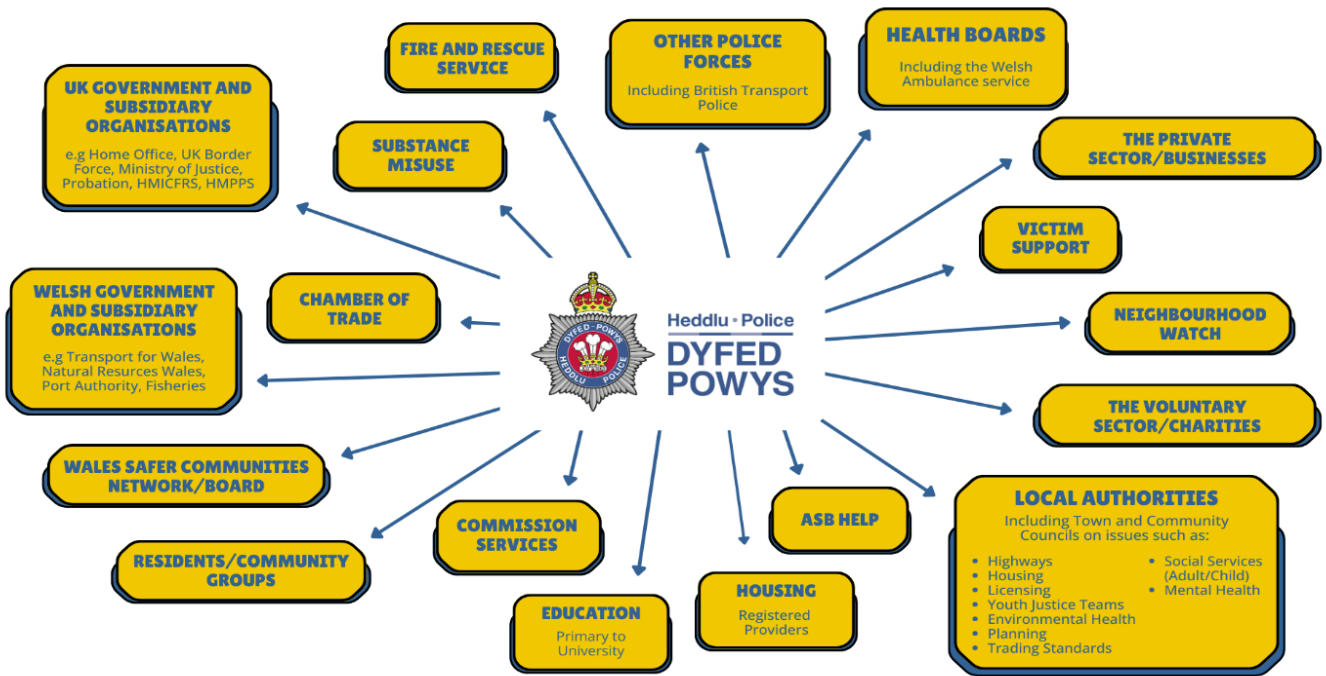 FIRE AND RESCUE
SERVICE
OTHER POLICE
FORCES
Including British Transport
Police
HEALTH BOARDS
Including the Welsh
Ambulance service
UK GOVERNMENT AND
SUBSIDIARY
ORGANISATIONS
e.g Home Office, UK Border
Force, Ministry of Justice,
Probation, HMICFRS, HMPPS
SUBSTANCE
MISUSE
THE PRIVATE
SECTOR/BUSINESSES
VICTIM
SUPPORT
WELSH GOVERNMENT
AND SUBSIDIARY
ORGANISATIONS
e.g Transport for Wales,
Natural Resurces Wales,
Port Authority, Fisheries
CHAMBER OF
TRADE
DYFED-POWYS
HEDDLU POLICE
Heddlu • Police
DYFED
POWYS
NEIGHBOURHOOD
WATCH
THE VOLUNTARY
SECTOR/CHARITIES
WALES SAFER COMMUNITIES
NETWORK/BOARD
RESIDENTS/COMMUNITY
GROUPS
COMMISSION
SERVICES
EDUCATION
Primary to
University
HOUSING
Registered
Providers
ASB HELP
LOCAL AUTHORITIES
Including Town and Community
Councils on issues such as:
• Highways
• Housing
• Licensing
• Youth Justice Teams
• Environmental Health
• Planning
• Trading Standards
• Social Services
(Adult/Child)
• Mental Health